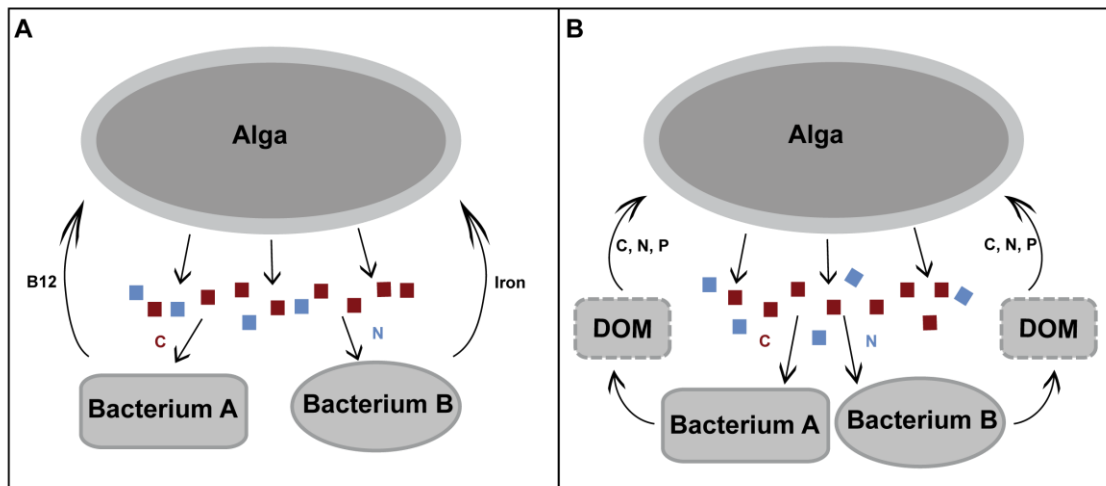 A
Alga
B12
Iron
C
N
Bacterium A
Bacterium B
B
Alga
C, N, P
C, N, P
DOM
DOM
C
N
Bacterium A
Bacterium B